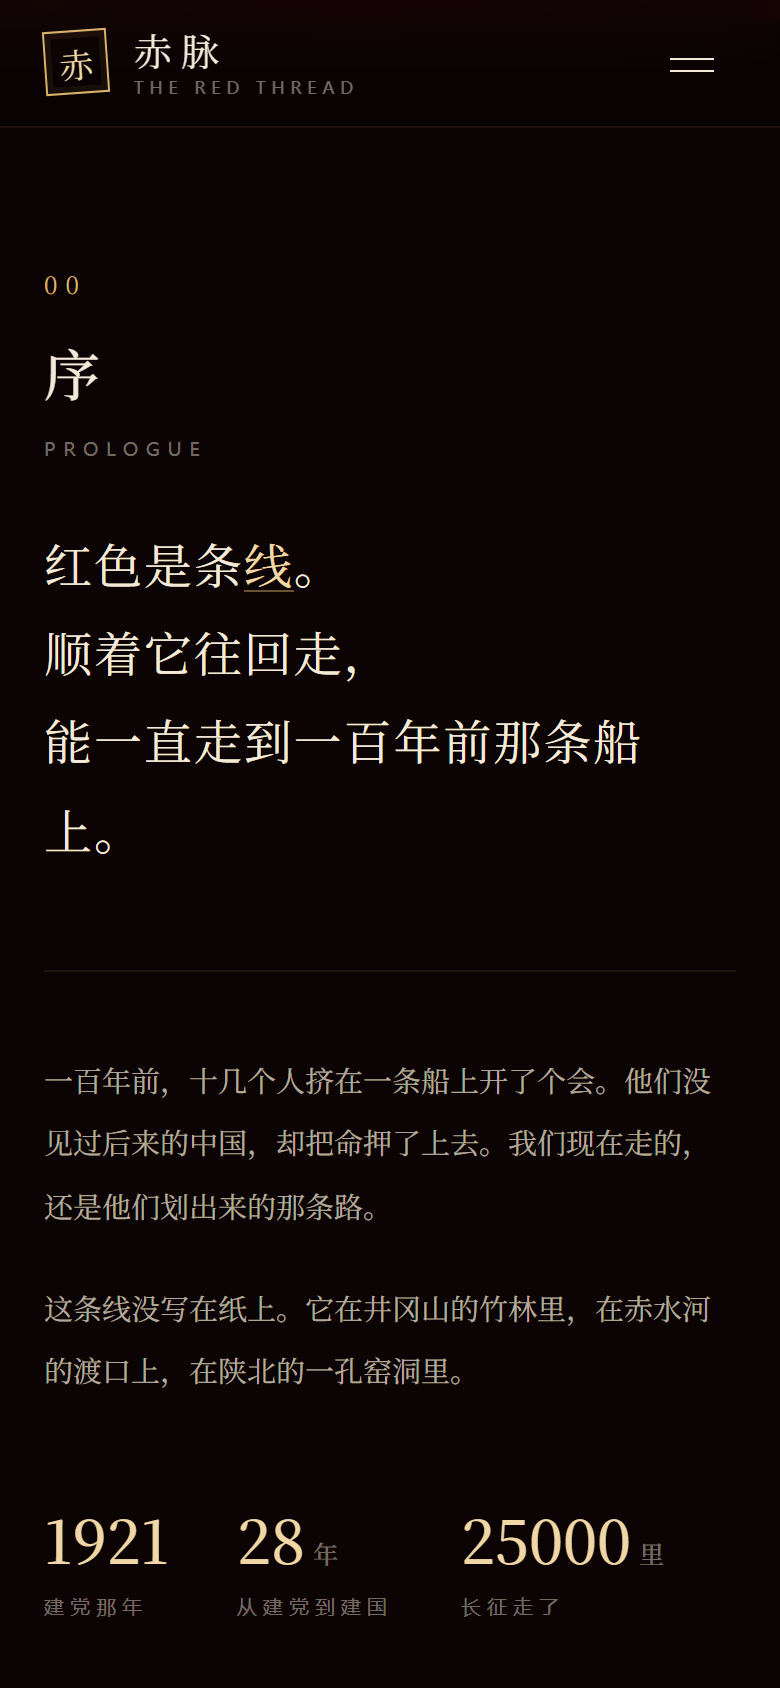 赤
赤脉
THE RED THREAD
00
序
PROLOGUE
红色是条线。
顺着它往回走，
能一直走到一百年前那条船
上。
一百年前，十几个人挤在一条船上开了个会。他们没
见过后来的中国，却把命押了上去。我们现在走的，
还是他们划出来的那条路。
这条线没写在纸上。它在井冈山的竹林里，在赤水河
的渡口上，在陕北的一孔窑洞里。
1921 28 年 25000 里
建党那年 从建党到建国 长征走了